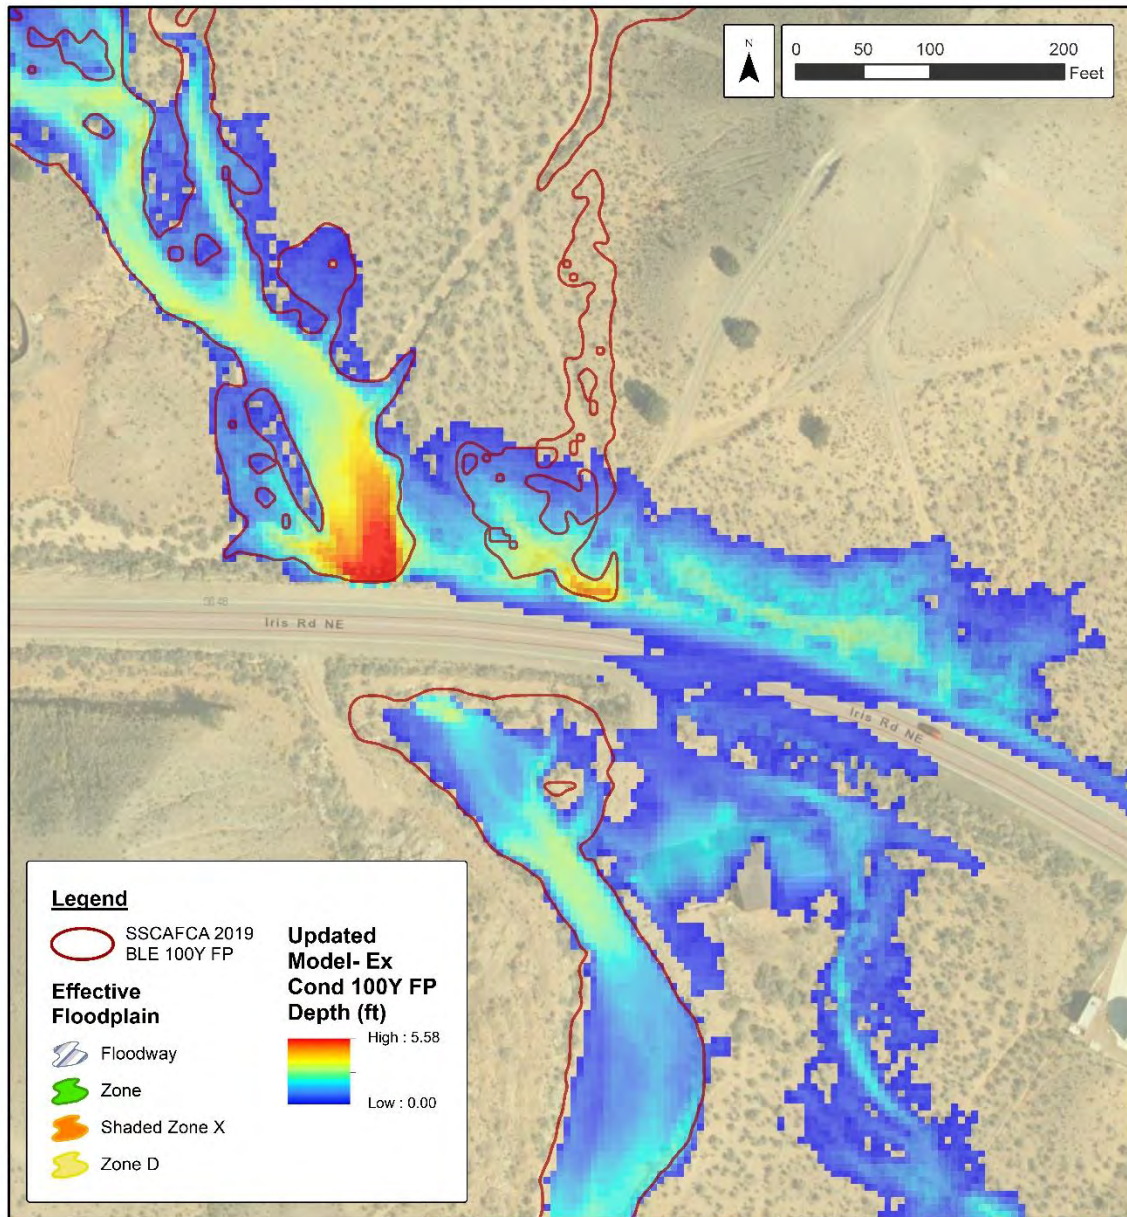 N
0 50 100 200
Feet
Iris Rd NE
Iris Rd NE
Legend
SSCAFCA 2019
BLE 100Y FP
Effective
Floodplain
Floodway
Zone
Shaded Zone X
Zone D
Updated
Model- Ex
Cond 100Y FP
Depth (ft)
High : 5.58
Low : 0.00